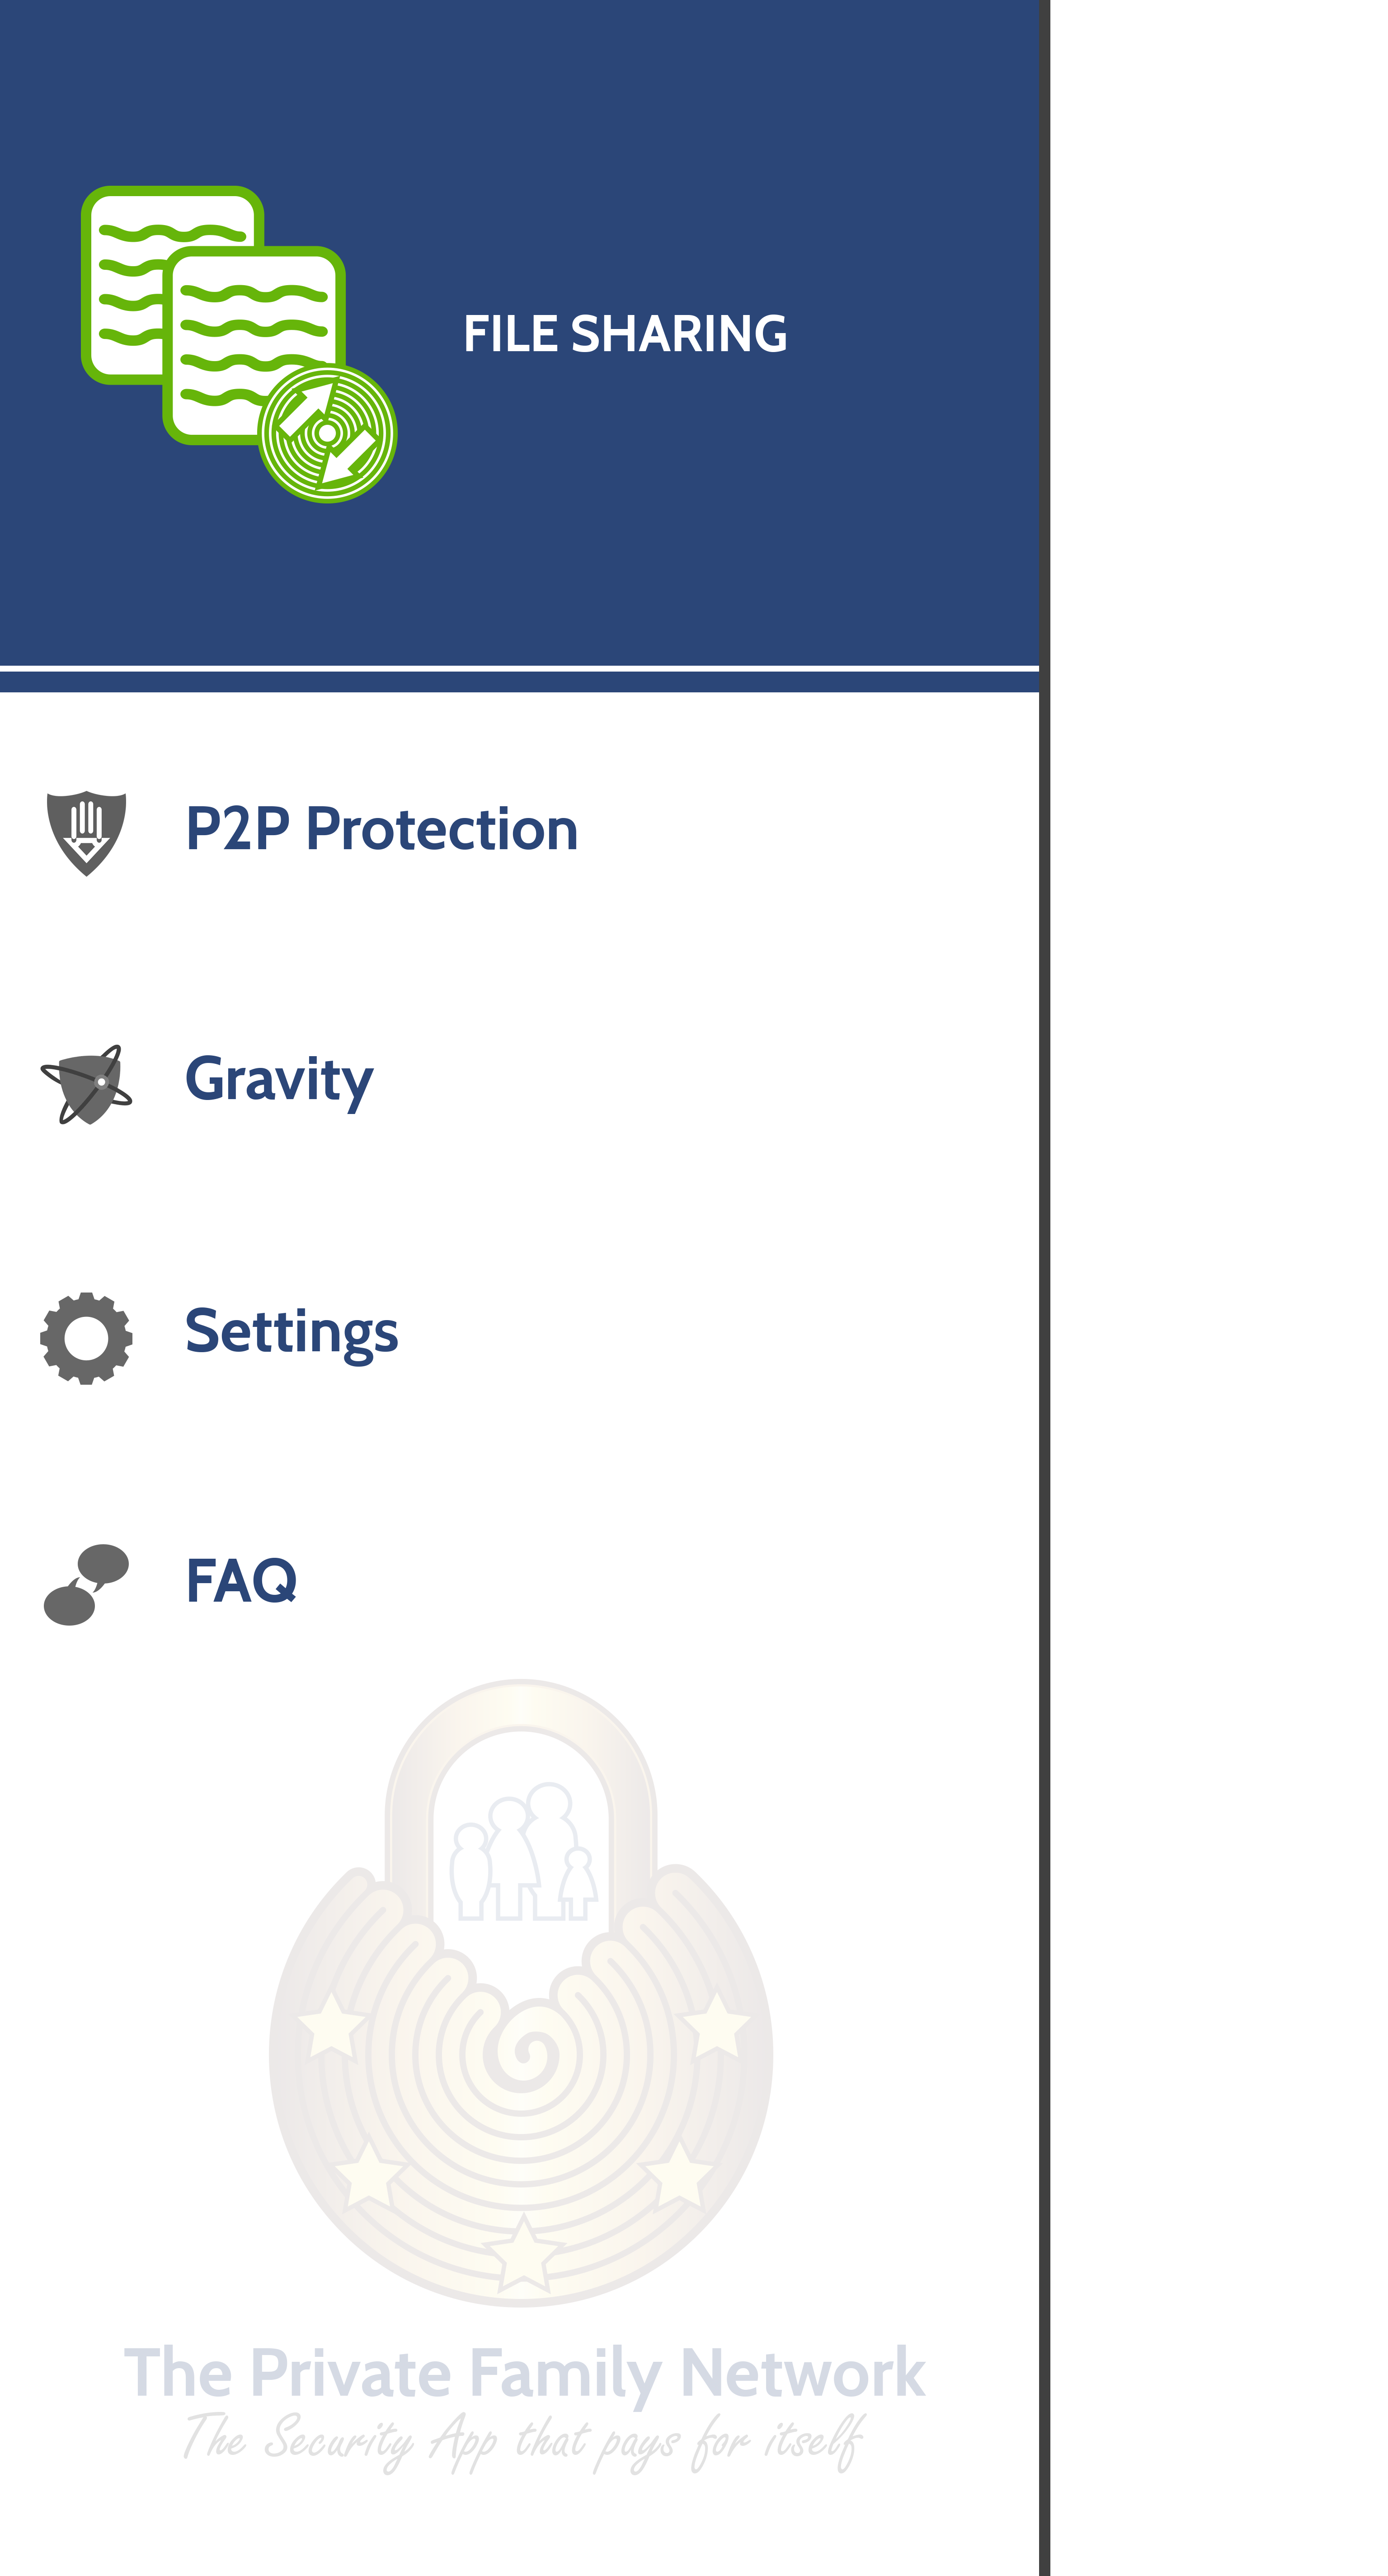 FILE SHARING
P2P Protection
Gravity
Settings
FAQ
The Private Family Network
The Security App that pays for itself